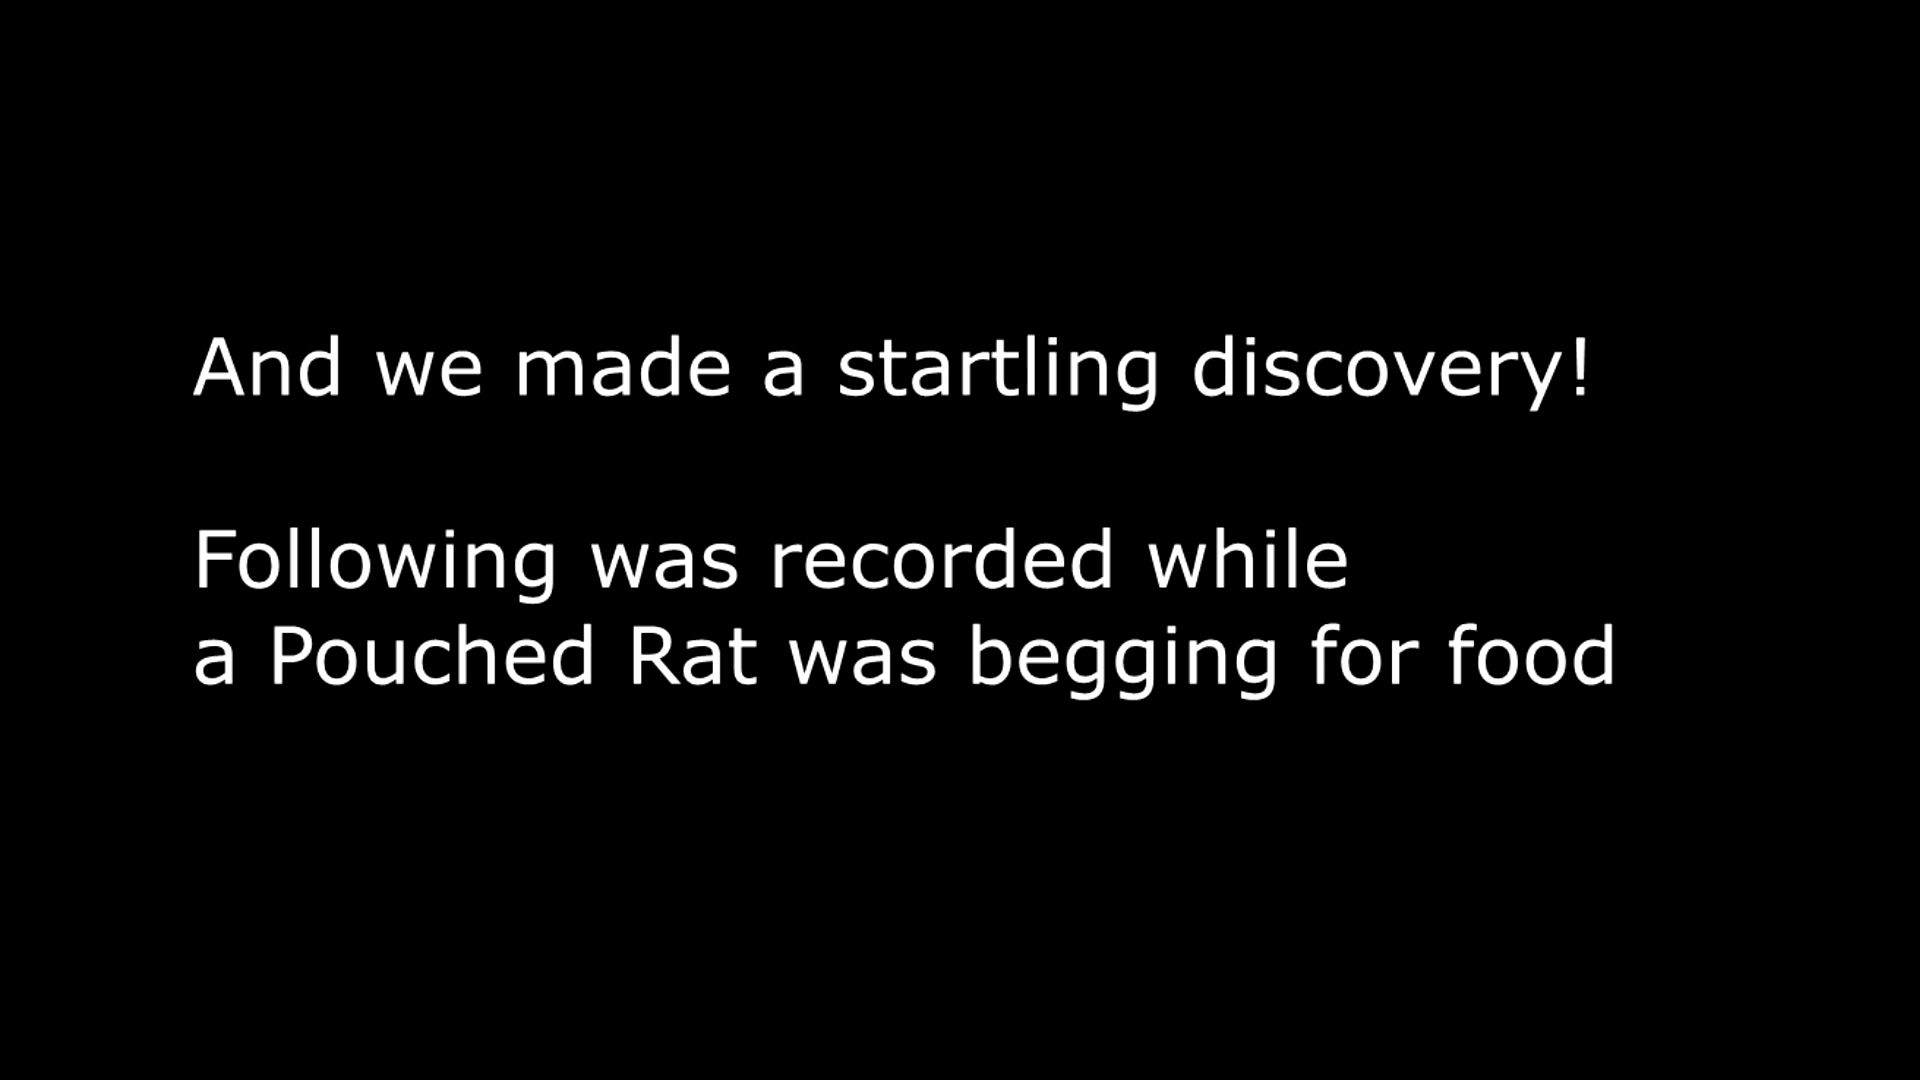 And we made a startling discovery!
Following was recorded while
a Pouched Rat was begging for food